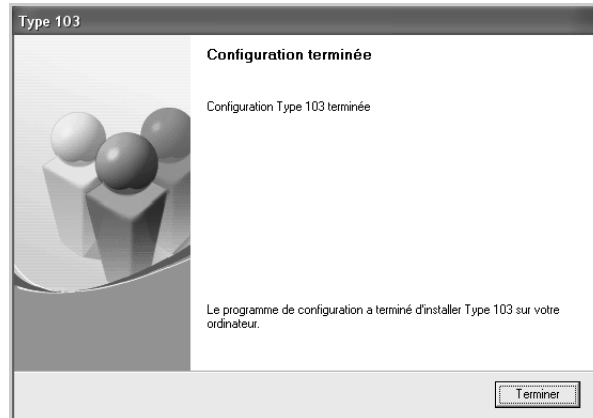 Type 103
Configuration terminée
Configuration Type 103 terminée
Le programme de configuration a terminé d'installer Type 103 sur votre
ordinateur.
Terminer